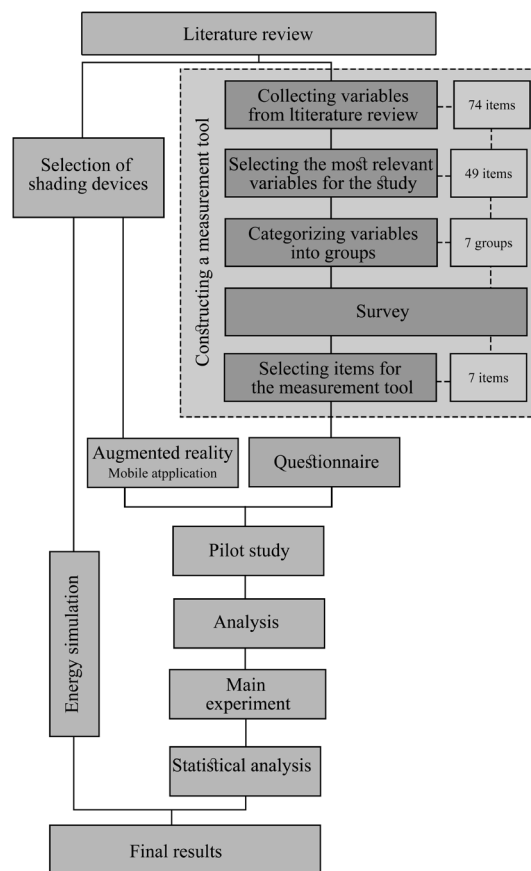 Literature review
Constructing a measurement tool
Collecting variables
from ltiterature review
74 items
Selection of
shading devices
Selecting the most relevant
variables for the study
49 items
Categorizing variables
into groups
7 groups
Survey
Selecting items for
the measurement tool
7 items
Augmented reality
Mobile atpplication
Questionnaire
Pilot study
Energy simulation
Analysis
Main
experiment
Statistical analysis
Final results